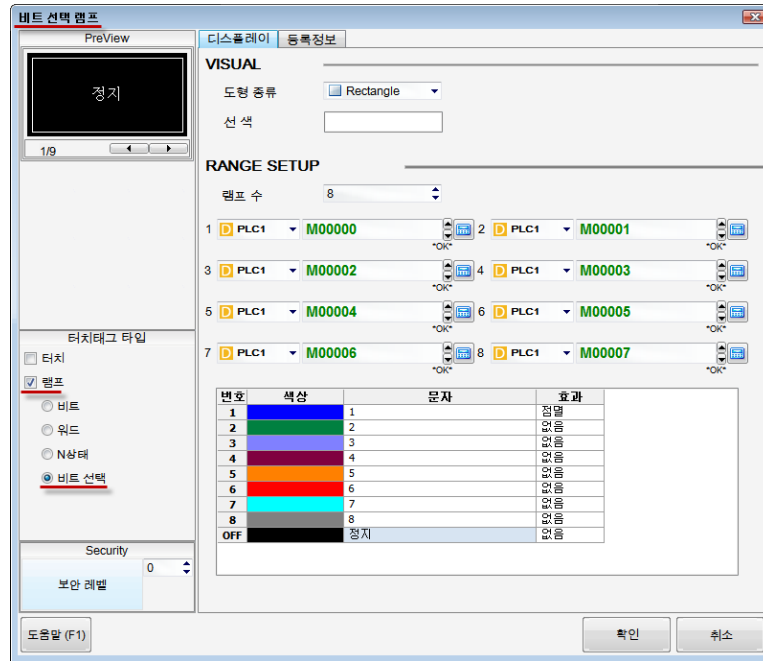 비트 선택 램프
PreView
정지
1/9
터치태그 타입
터치
램프
비트
워드
N상태
비트 선택
Security
보안 레벨
0
디스플레이 등록정보
VISUAL
도형 종류 Rectangle
선 색
RANGE SETUP
램프 수 8
1 D PLC1 M00000 *OK* 2 D PLC1 M00001 *OK*
3 D PLC1 M00002 *OK* 4 D PLC1 M00003 *OK*
5 D PLC1 M00004 *OK* 6 D PLC1 M00005 *OK*
7 D PLC1 M00006 *OK* 8 D PLC1 M00007 *OK*
번호 색상 문자 효과
1 1 점멸
2 2 없음
3 3 없음
4 4 없음
5 5 없음
6 6 없음
7 7 없음
8 8 없음
OFF 정지 없음
도움말 (F1) 확인 취소